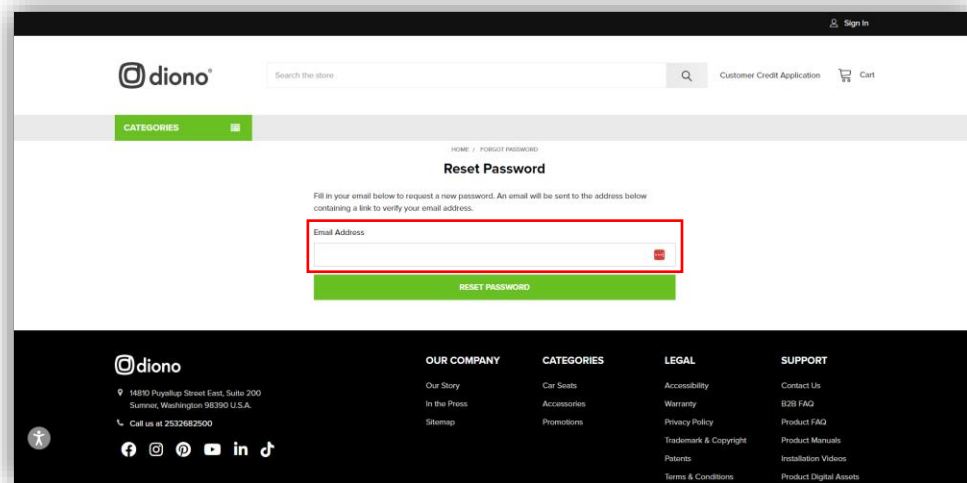 Sign In
diono®
Search the store
Customer Credit Application
Cart
CATEGORIES
HOME / FORGOT PASSWORD
Reset Password
Fill in your email below to request a new password. An email will be sent to the address below
containing a link to verify your email address.
Email Address
RESET PASSWORD
diono
14810 Puyallup Street East, Suite 200
Sumner, Washington 98390 U.S.A.
Call us at 2532682500
OUR COMPANY
Our Story
In the Press
Sitemap
CATEGORIES
Car Seats
Accessories
Promotions
LEGAL
Accessibility
Warranty
Privacy Policy
Trademark & Copyright
Patents
Terms & Conditions
SUPPORT
Contact Us
B2B FAQ
Product FAQ
Product Manuals
Installation Videos
Product Digital Assets